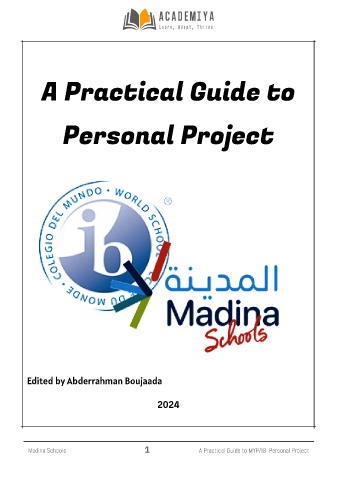 ACADEMIYA
Learn, Adapt, Thrive
A Practical Guide to
Personal Project
COLEGIO DEL MUNDO • WORLD SCHOOL
DU MONDE
ib
®
المدينة
Madina
Schools
Edited by Abderrahman Boujaada
2024
Madina Schools
1
A Practical Guide to MYP/IB Personal Project